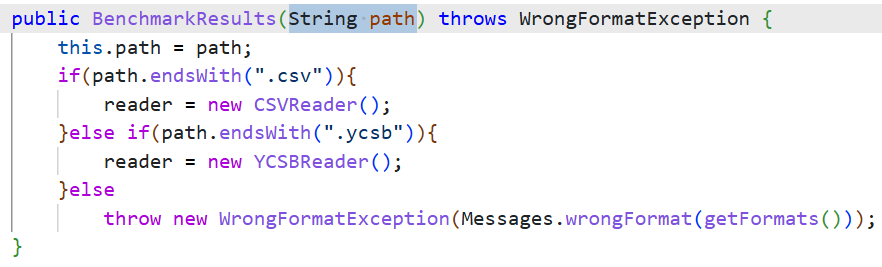 public BenchmarkResults(String path) throws WrongFormatException {
    this.path = path;
    if(path.endsWith(".csv")){
        reader = new CSVReader();
    }else if(path.endsWith(".ycsb")){
        reader = new YCSBReader();
    }else
        throw new WrongFormatException(Messages.wrongFormat(getFormats()));
}